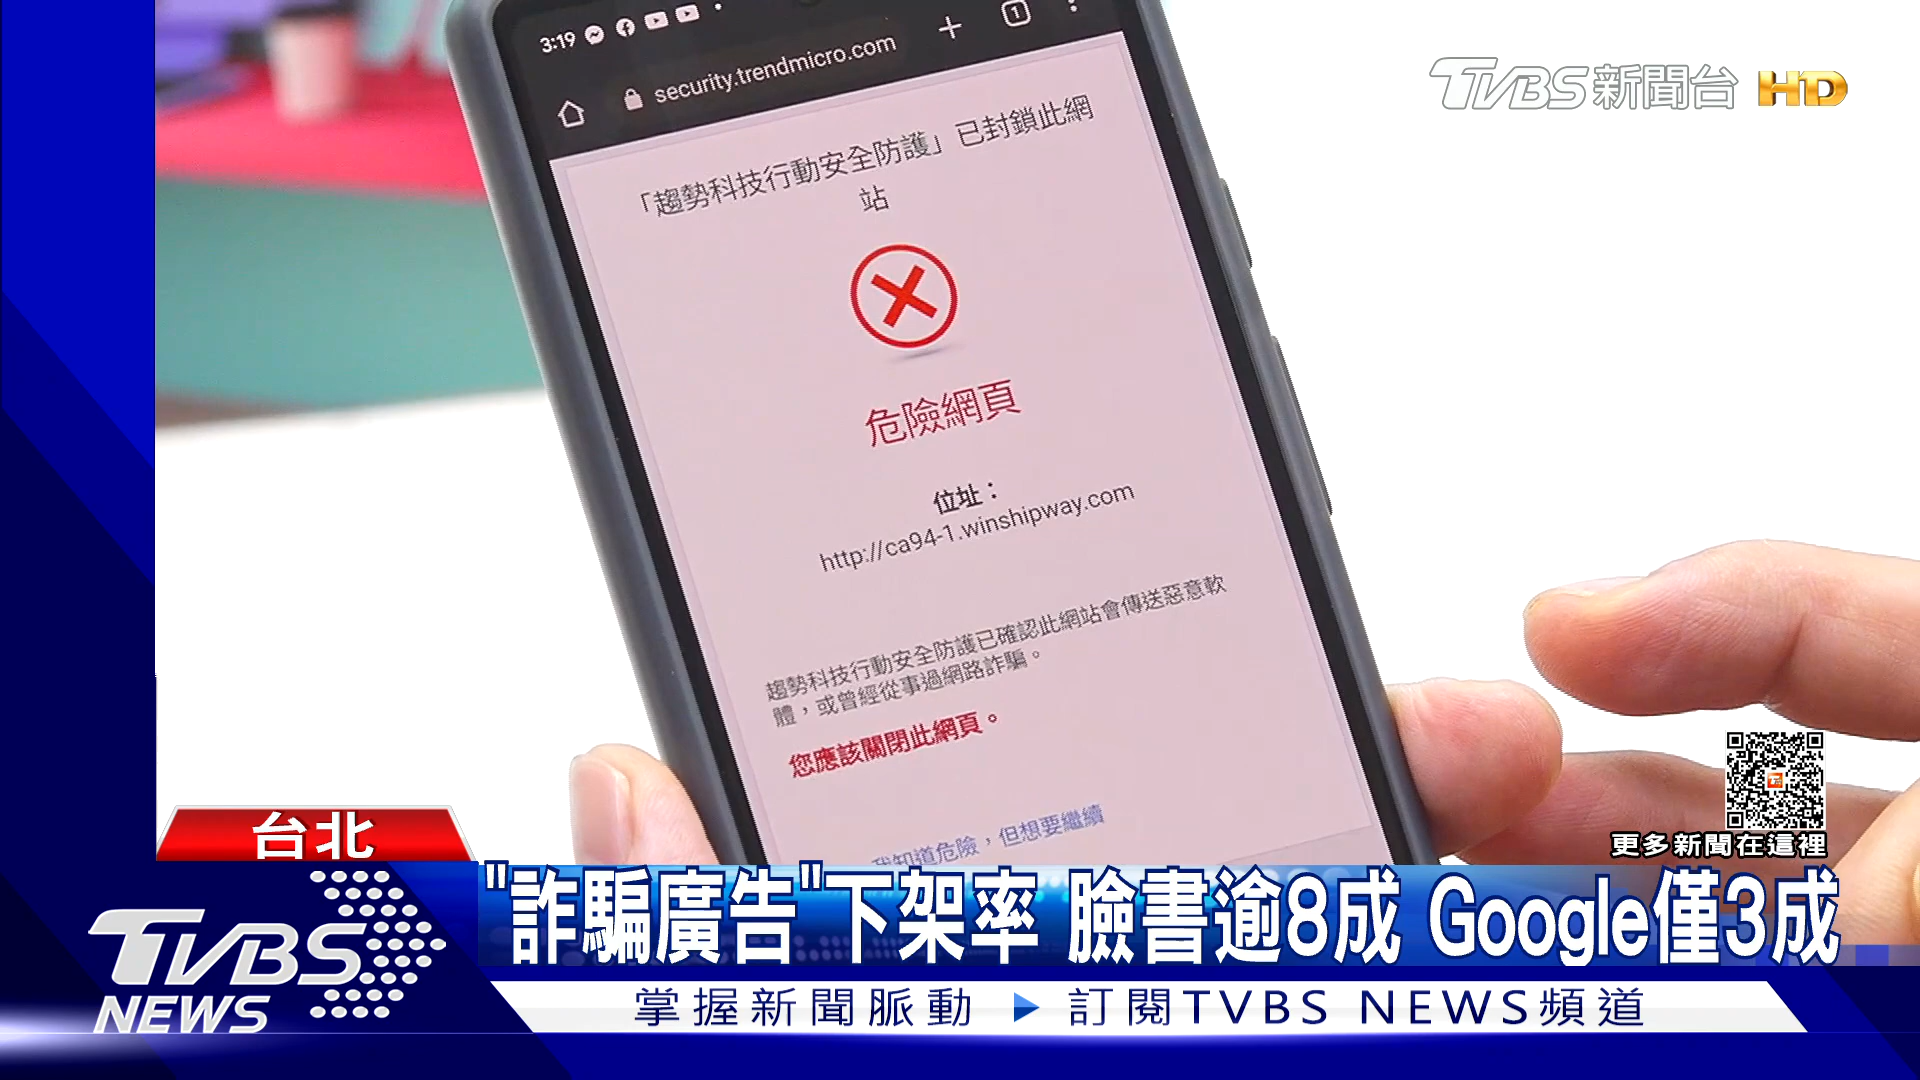 3:19
security.trendmicro.com
1
TVBS新聞台 HD
「趨勢科技行動安全防護」已封鎖此網
站
危險網頁
位址：
http://ca94-1.winshipway.com
趨勢科技行動安全防護已確認此網站會傳送惡意軟
體，或曾經從事過網路詐騙。
您應該關閉此網頁。
我知道危險，但想要繼續
更多新聞在這裡
台北
"詐騙廣告"下架率 臉書逾8成 Google僅3成
TVBS
NEWS
掌握新聞脈動 ▶ 訂閱TVBS NEWS頻道